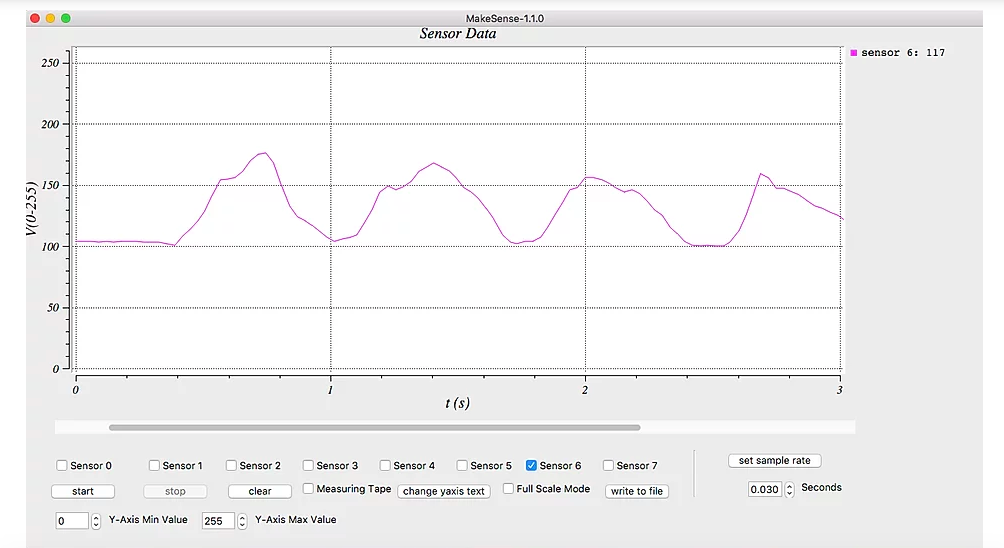 MakeSense-1.1.0
Sensor Data
sensor 6: 117
250
200
150
100
50
0
V(0-255)
0 1 2 3
t (s)
Sensor 0 Sensor 1 Sensor 2 Sensor 3 Sensor 4 Sensor 5 Sensor 6 Sensor 7
set sample rate
start stop clear Measuring Tape change yaxis text Full Scale Mode write to file
0.030 Seconds
0 Y-Axis Min Value 255 Y-Axis Max Value